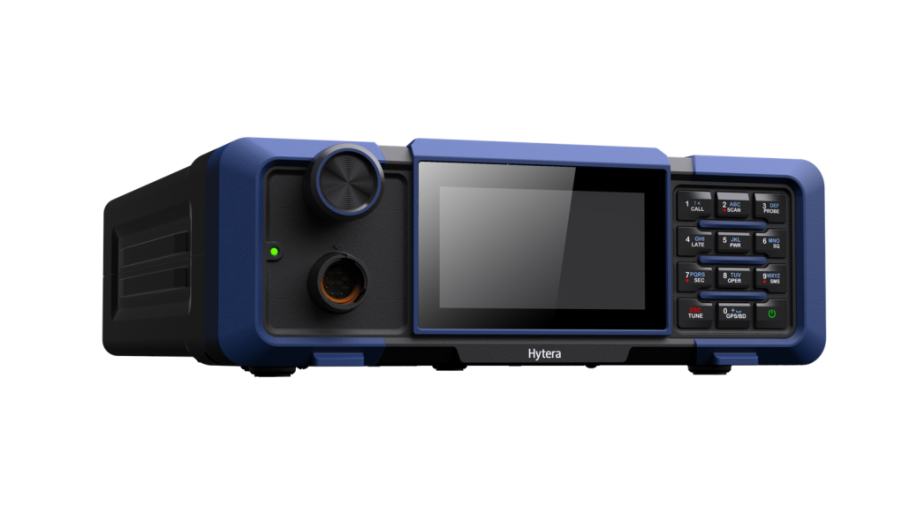 1
CALL
2 ABC
SCAN
3 DEF
PROBE
4 GHI
LATE
5 JKL
PWR
6 MNO
SQ
7 PQRS
SEC
8 TUV
OPER
9 WXYZ
SMS
TUNE
0
GPS/BD
Hytera